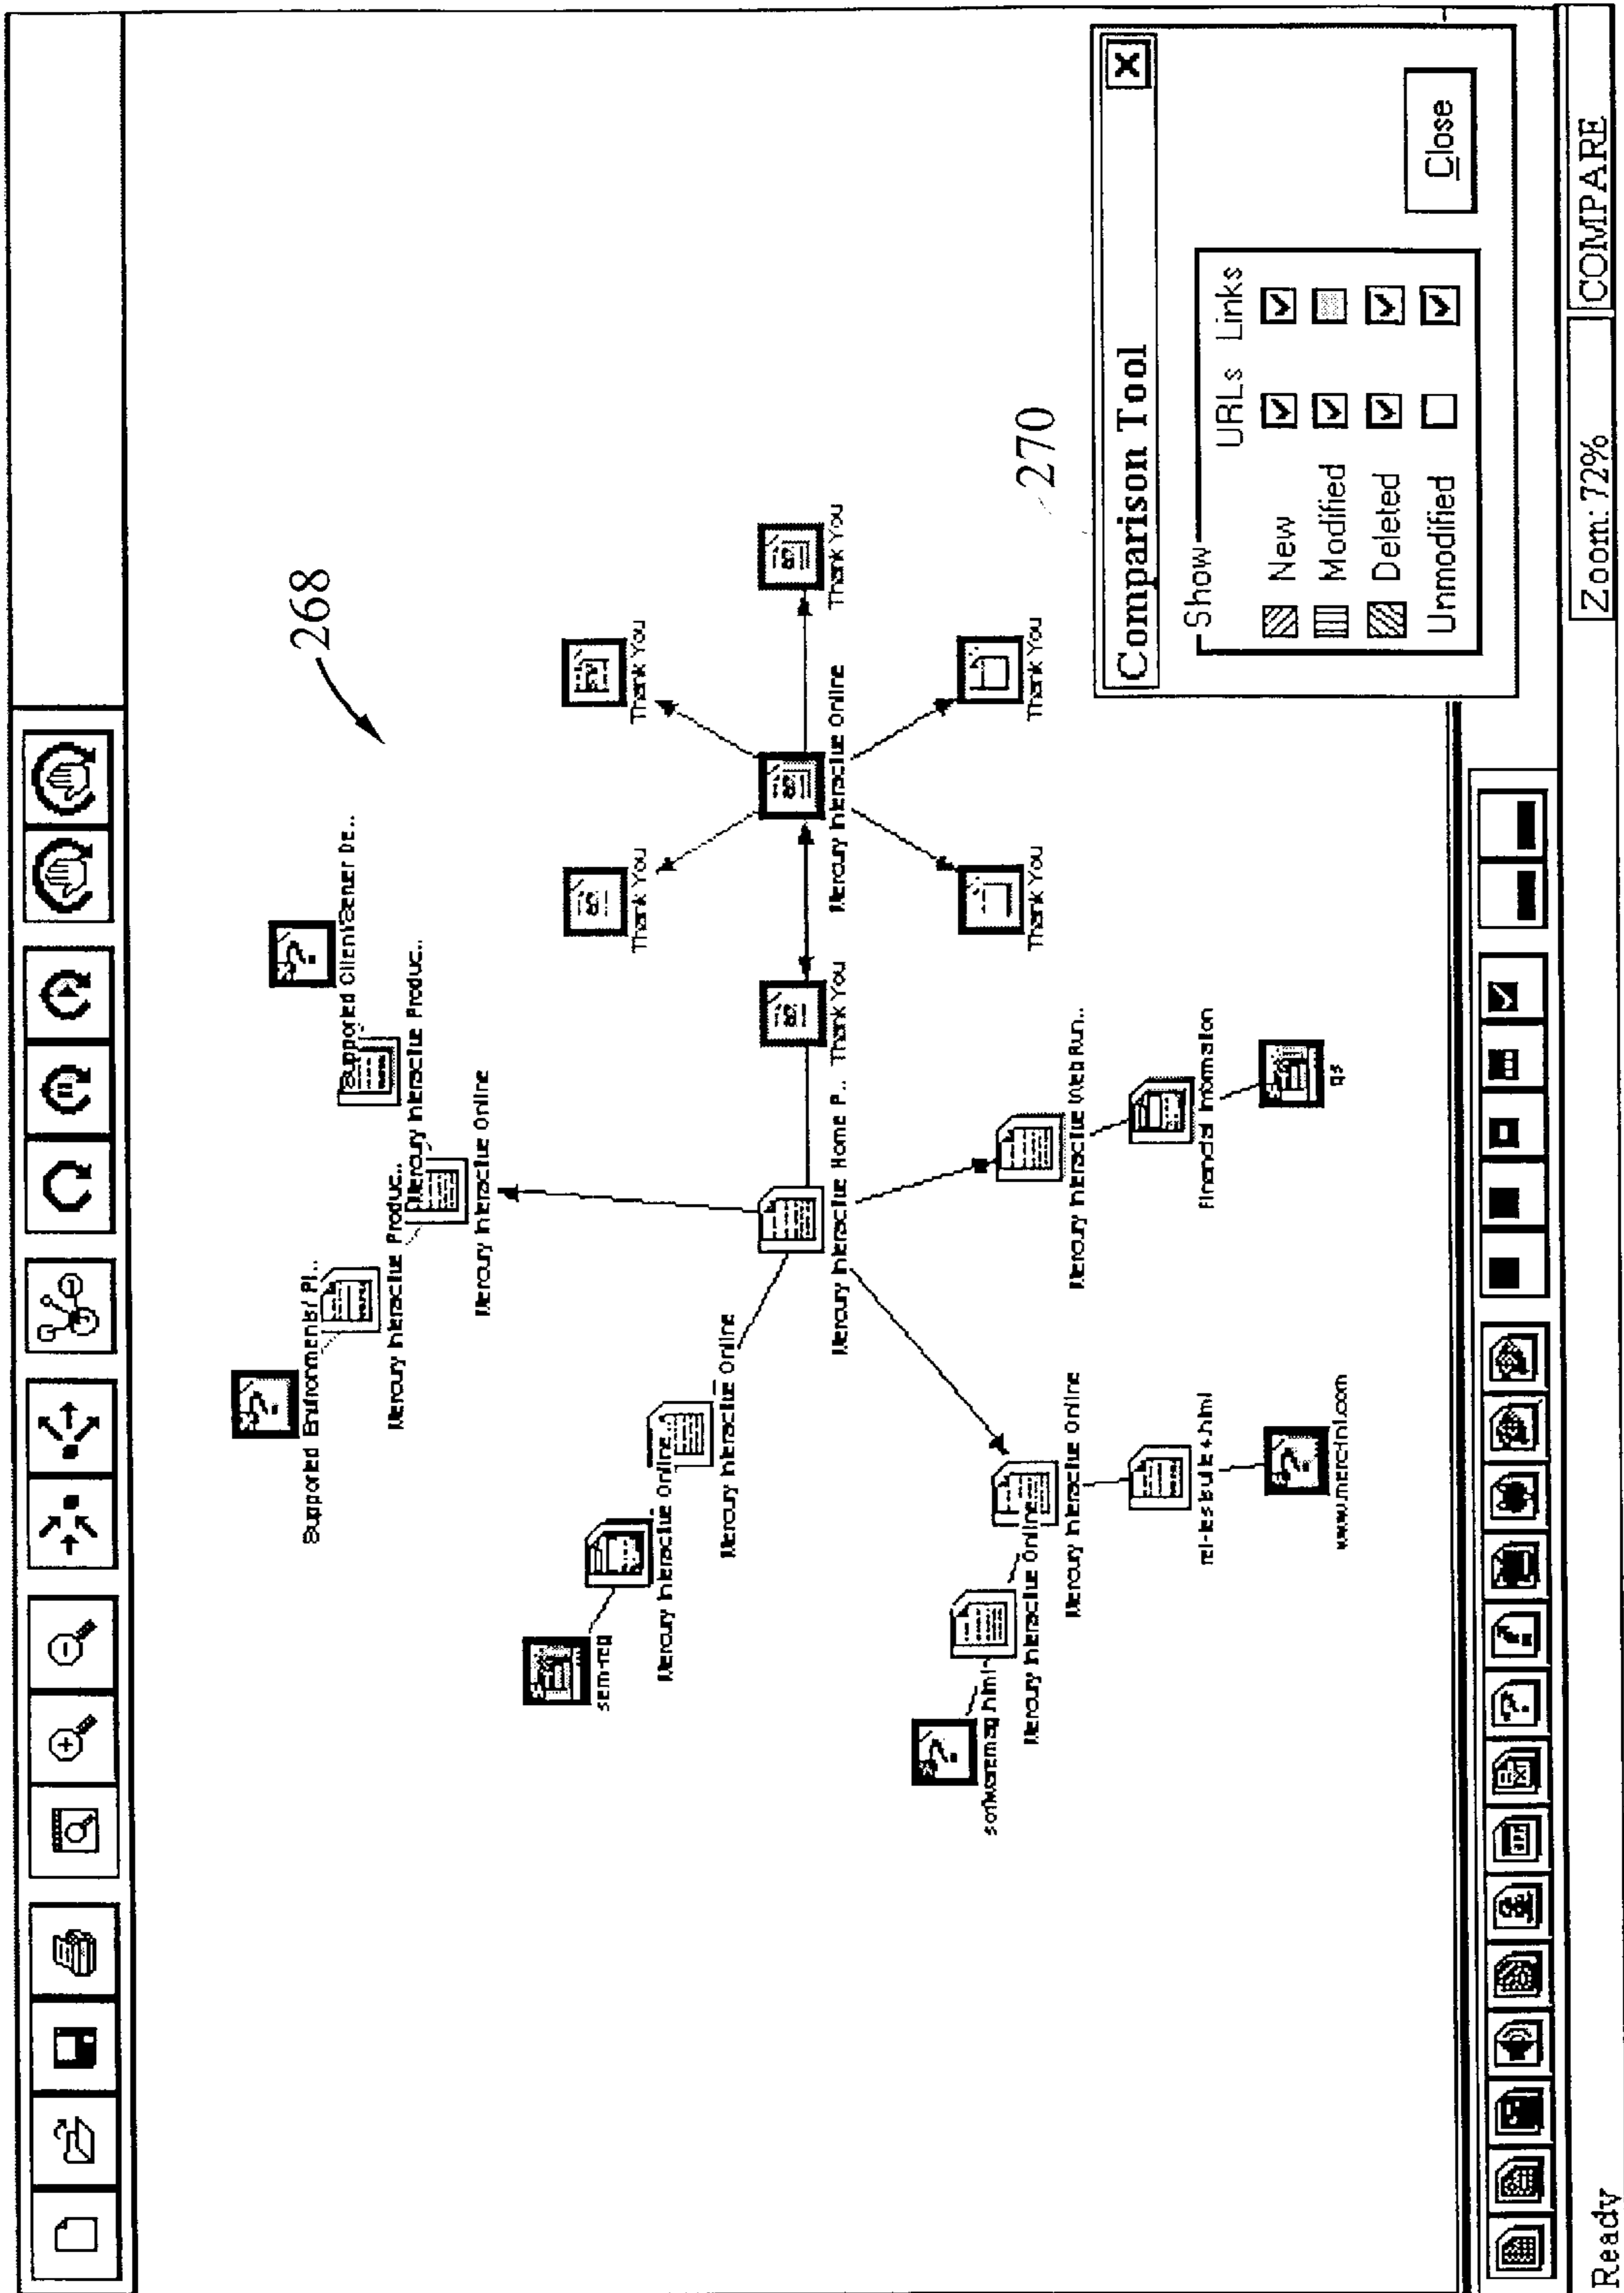 268
Supported Client/Server De..
Mercury Interactive Produc..
Supported Environments/ Pl..
Mercury Interactive Produc..
Mercury Interactive Online
Thank You
Thank You
sem-req
Mercury Interactive Online
Mercury Interactive Online
Mercury Interactive Home P..
Thank You
Mercury Interactive Online
Thank You
Thank You
Thank You
softwaremag.html
Mercury Interactive Online
Mercury Interactive Online
Mercury Interactive Web Run..
Financial Information
www.merc-int.com
270
Comparison Tool
Show
URLs Links
New
Modified
Deleted
Unmodified
Close
Ready
Zoom: 72%
COMPARE